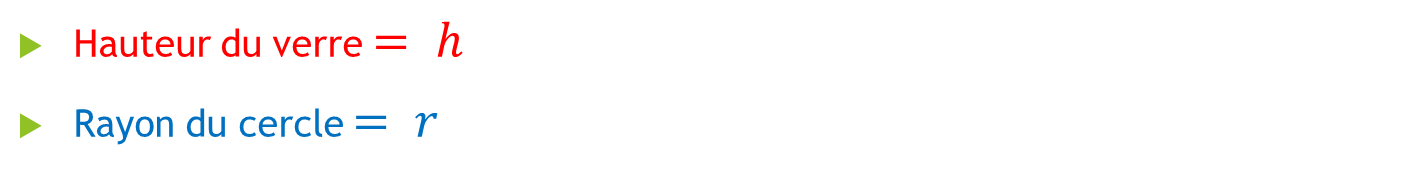 Hauteur du verre = h
Rayon du cercle = r